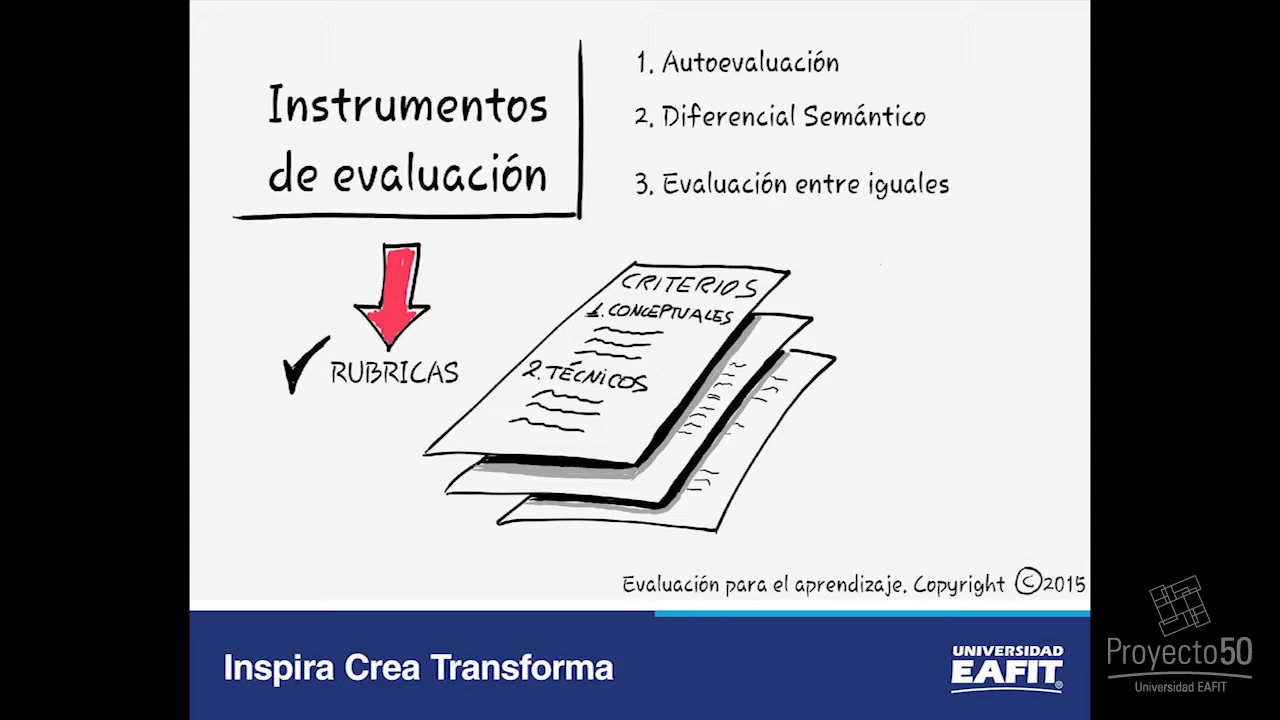 Instrumentos
de evaluación
1. Autoevaluación
2. Diferencial Semántico
3. Evaluación entre iguales
RUBRICAS
CRITERIOS
1. CONCEPTUALES
2. TÉCNICOS
Evaluación para el aprendizaje. Copyright © 2015
Inspira Crea Transforma
UNIVERSIDAD
EAFIT®
Proyecto50
Universidad EAFIT